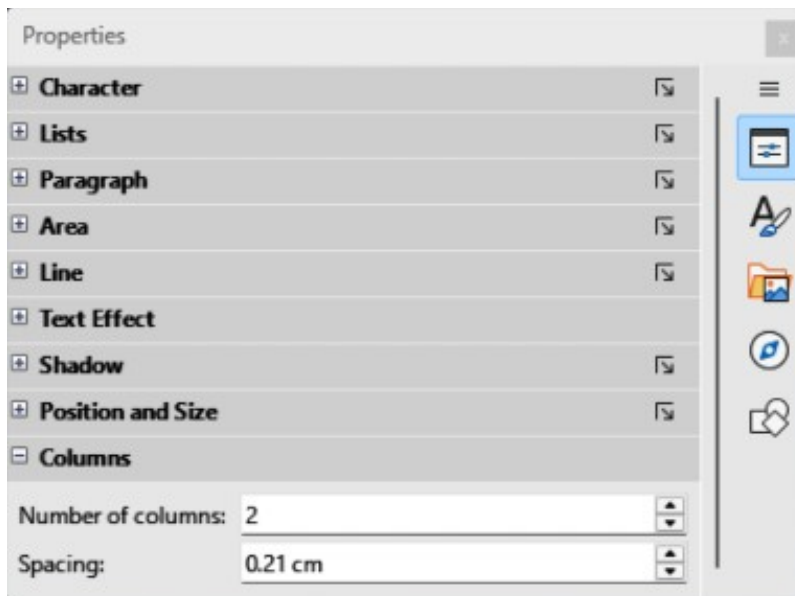 Properties
Character
Lists
Paragraph
Area
Line
Text Effect
Shadow
Position and Size
Columns
Number of columns: 2
Spacing: 0.21 cm